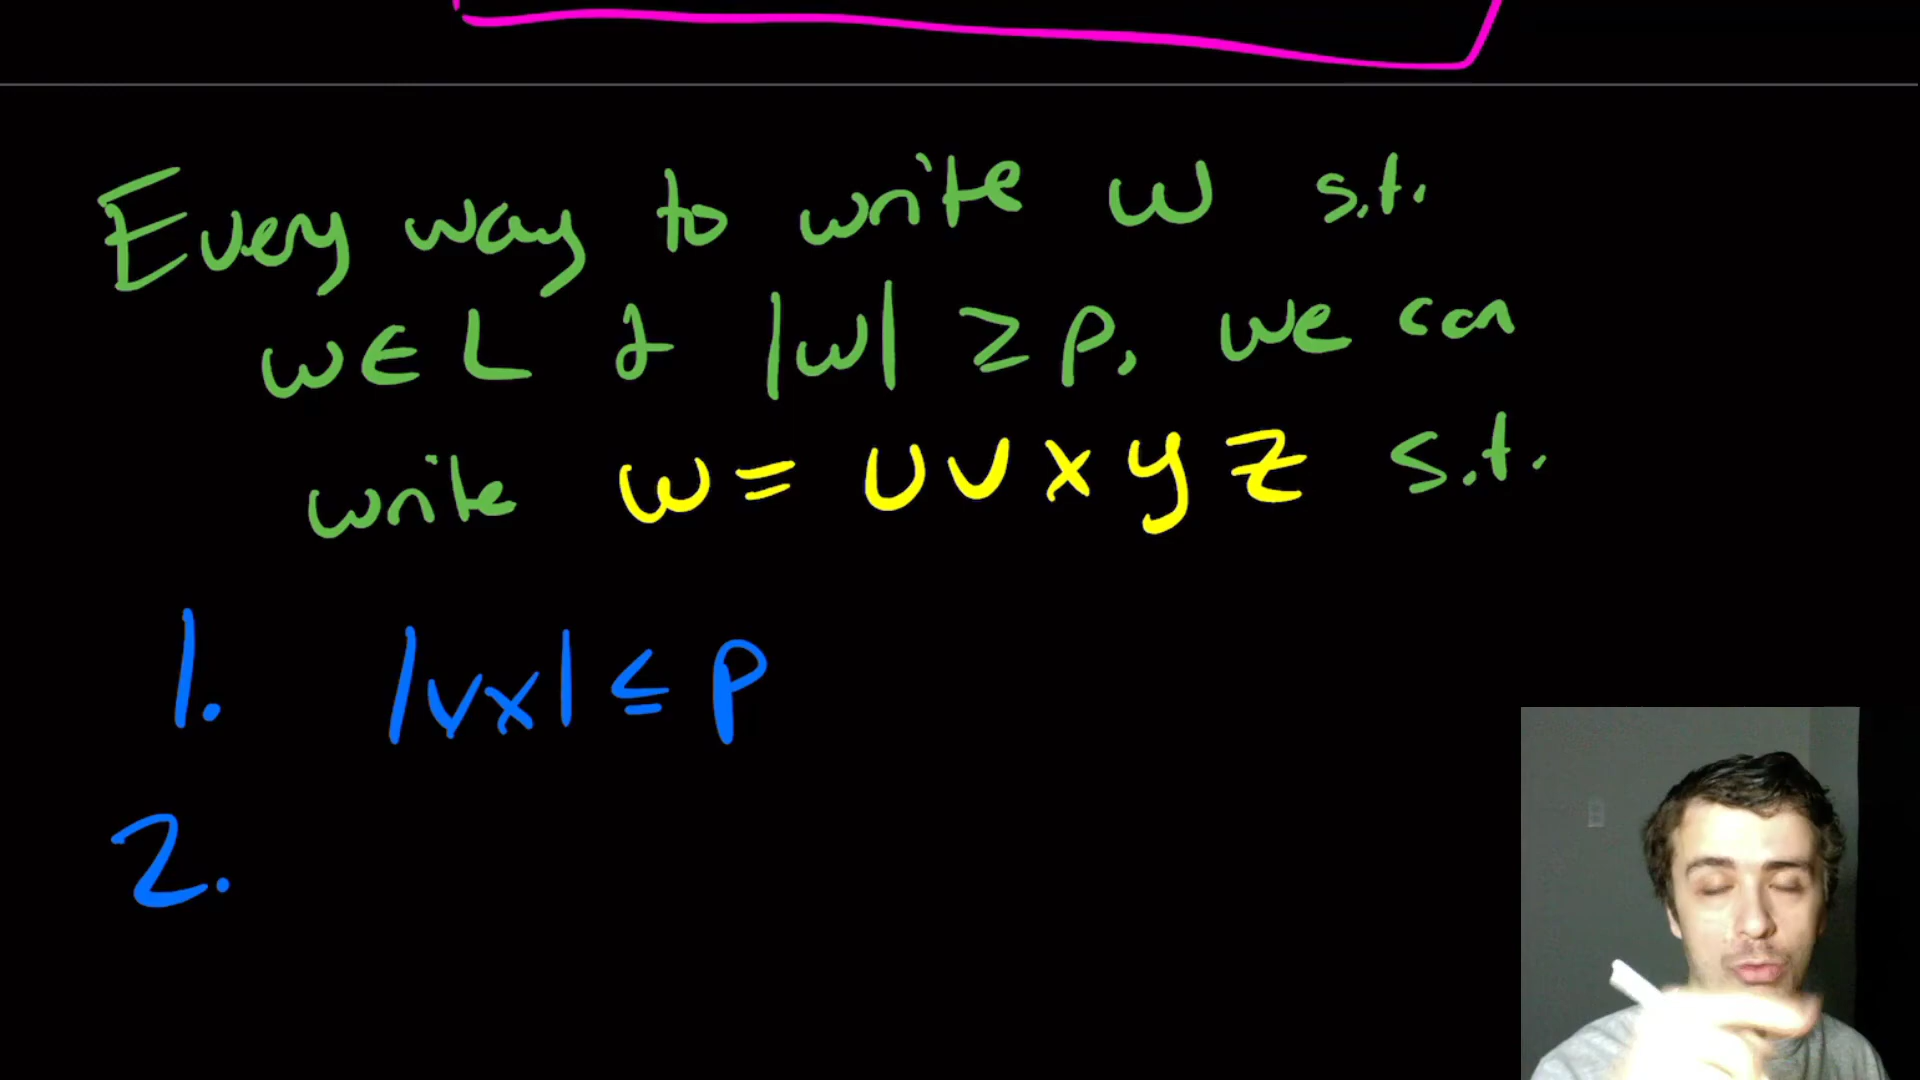 Every way to write w s.t.
w ∈ L & |w| ≥ p, we can
write w = uvxyz s.t.
1. |vx| ≤ p
2.